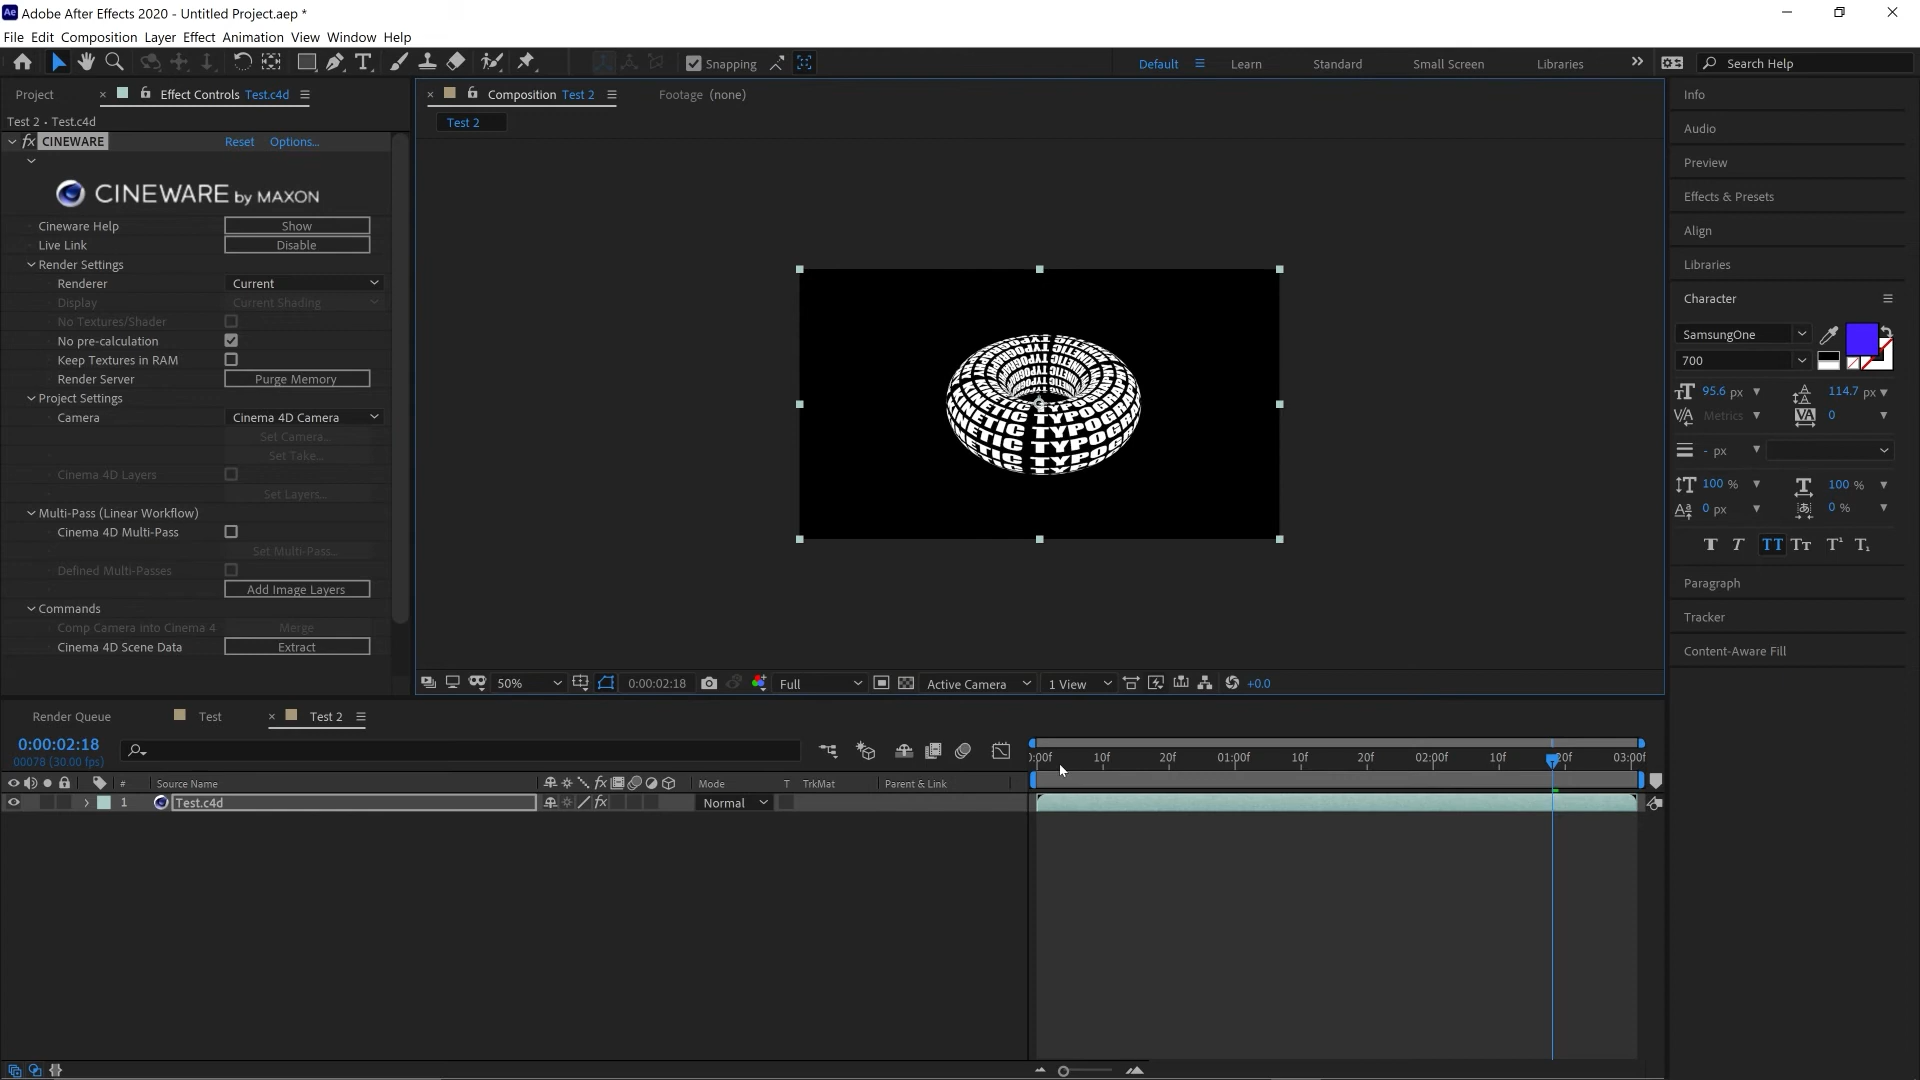 Adobe After Effects 2020 - Untitled Project.aep *
File Edit Composition Layer Effect Animation View Window Help
Snapping
Default
Learn
Standard
Small Screen
Libraries
Search Help
Project
Effect Controls Test.c4d
Composition Test 2
Footage (none)
Test 2 • Test.c4d
Test 2
fx CINEWARE Reset Options...
CINEWARE by MAXON
Cineware Help Show
Live Link Disable
Render Settings
Renderer Current
Display Current Shading
No Textures/Shader
No pre-calculation
Keep Textures in RAM
Render Server Purge Memory
Project Settings
Camera Cinema 4D Camera
Set Camera...
Set Take...
Cinema 4D Layers
Set Layers...
Multi-Pass (Linear Workflow)
Cinema 4D Multi-Pass
Set Multi-Pass...
Defined Multi-Passes
Add Image Layers
Commands
Comp Camera into Cinema 4 Merge
Cinema 4D Scene Data Extract
KINETIC TYPOGRAPHY
NETIC TYPOGRA
50%
0:00:02:18
Full
Active Camera
1 View
+0.0
Info
Audio
Preview
Effects & Presets
Align
Libraries
Character
SamsungOne
700
95.6 px
114.7 px
Metrics
0
- px
100 %
100 %
0 px
0 %
Paragraph
Tracker
Content-Aware Fill
Render Queue
Test
Test 2
0:00:02:18
00078 (30.00 fps)
# Source Name
Mode T TrkMat Parent & Link
1 Test.c4d
Normal
:00f 10f 20f 01:00f 10f 20f 02:00f 10f 20f 03:00f